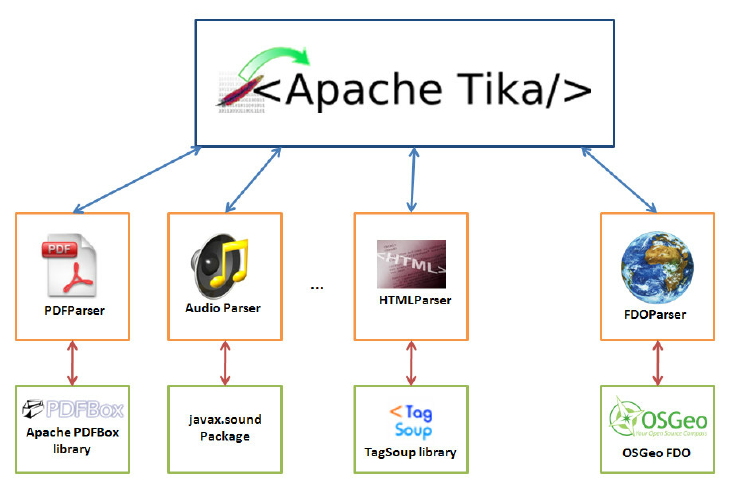 <Apache Tika/>
PDF
PDFParser
Audio Parser
...
<HTML>
HTMLParser
FDOParser
PDFBox
Apache PDFBox
library
javax.sound
Package
<Tag
Soup
TagSoup library
OSGeo
Your Open Source Compass
OSGeo FDO